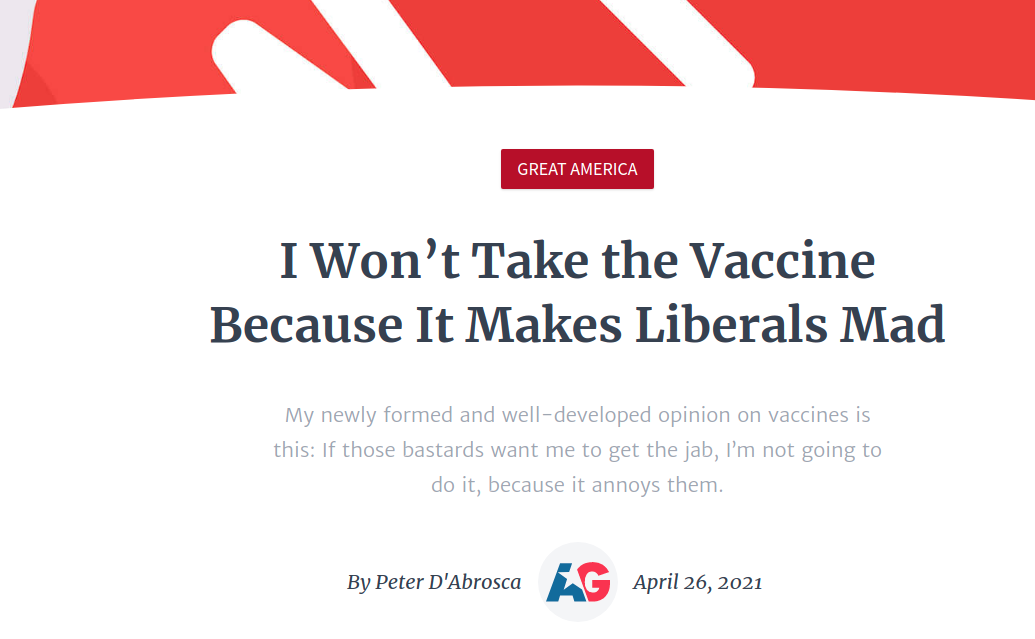 GREAT AMERICA
I Won’t Take the Vaccine
Because It Makes Liberals Mad
My newly formed and well-developed opinion on vaccines is
this: If those bastards want me to get the jab, I’m not going to
do it, because it annoys them.
By Peter D'Abrosca AG April 26, 2021